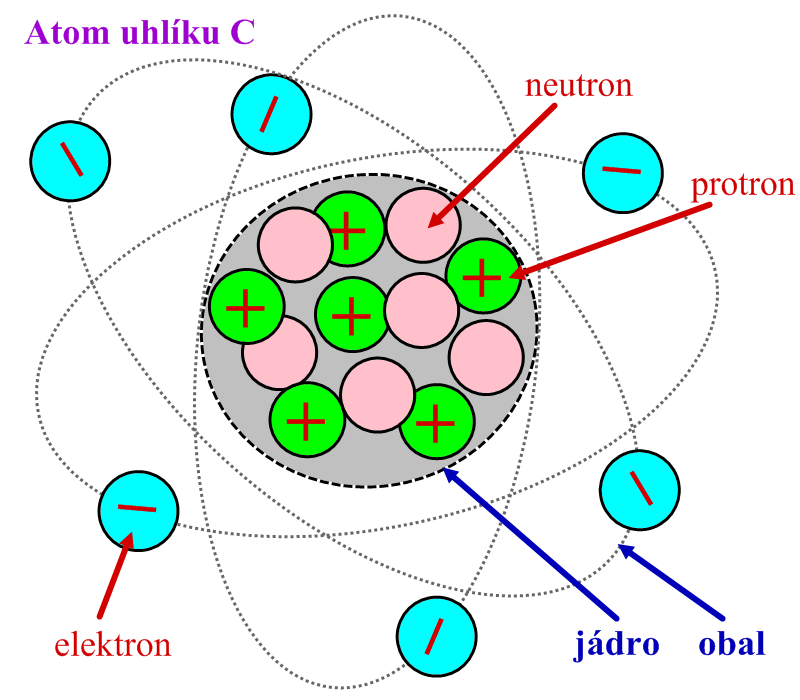 Atom uhlíku C
neutron
protron
elektron
jádro
obal